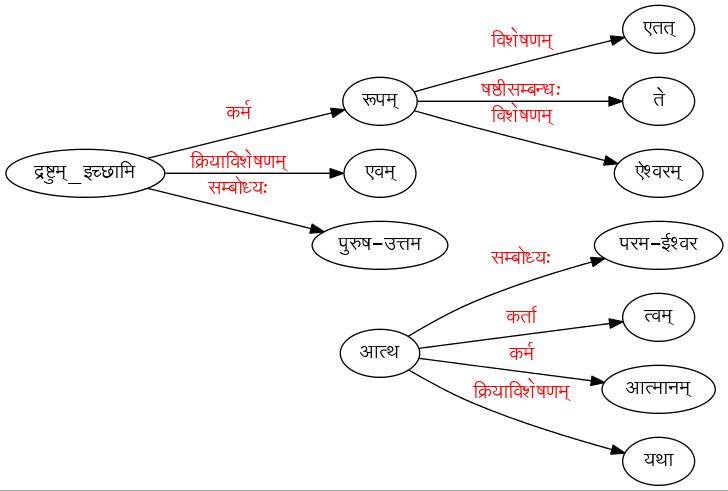 एतत्
विशेषणम्
रूपम्
षष्ठीसम्बन्धः
ते
कर्म
विशेषणम्
द्रष्टुम्_इच्छामि
क्रियाविशेषणम्
एवम्
ऐश्वरम्
सम्बोध्यः
पुरुष-उत्तम
परम-ईश्वर
सम्बोध्यः
कर्ता
त्वम्
आत्थ
कर्म
आत्मानम्
क्रियाविशेषणम्
यथा